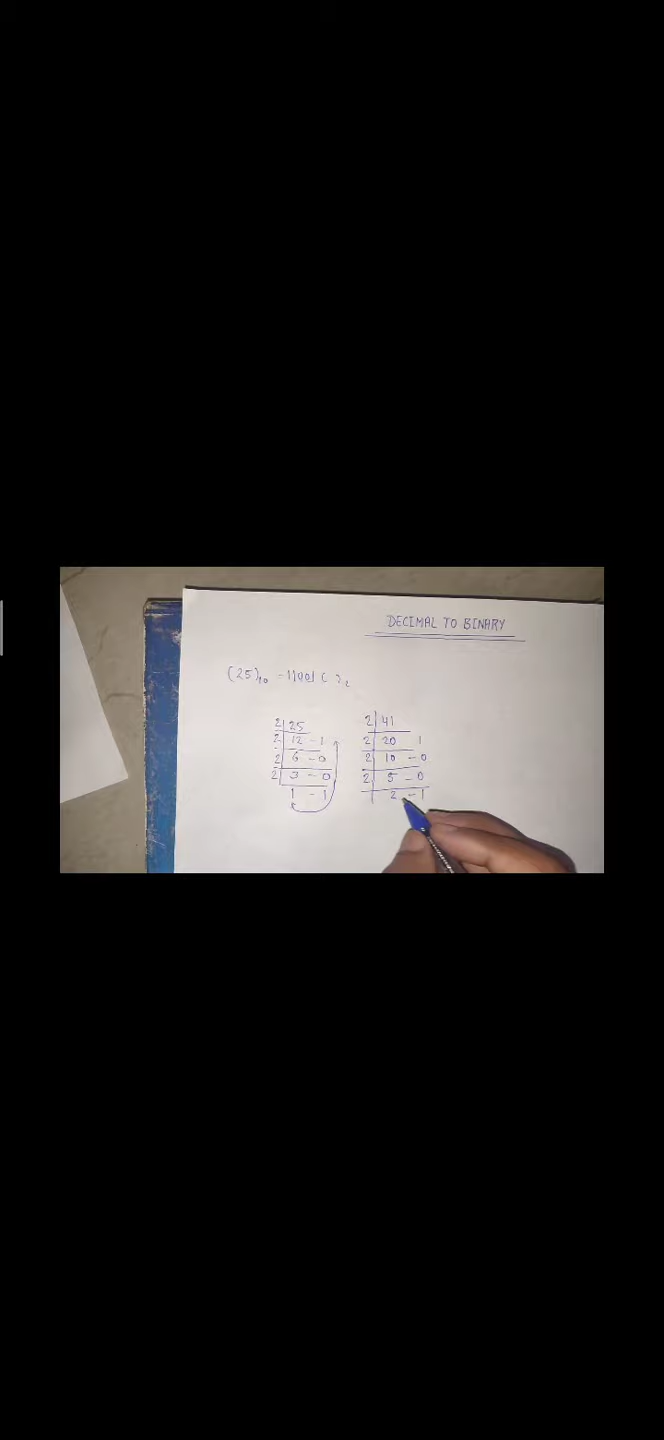 DECIMAL TO BINARY
(25)10 - 11001 ( )2
2 25
2 12 - 1
2 6 - 0
2 3 - 0
1 - 1
2 41
2 20 1
2 10 - 0
2 5 - 0
2 - 1